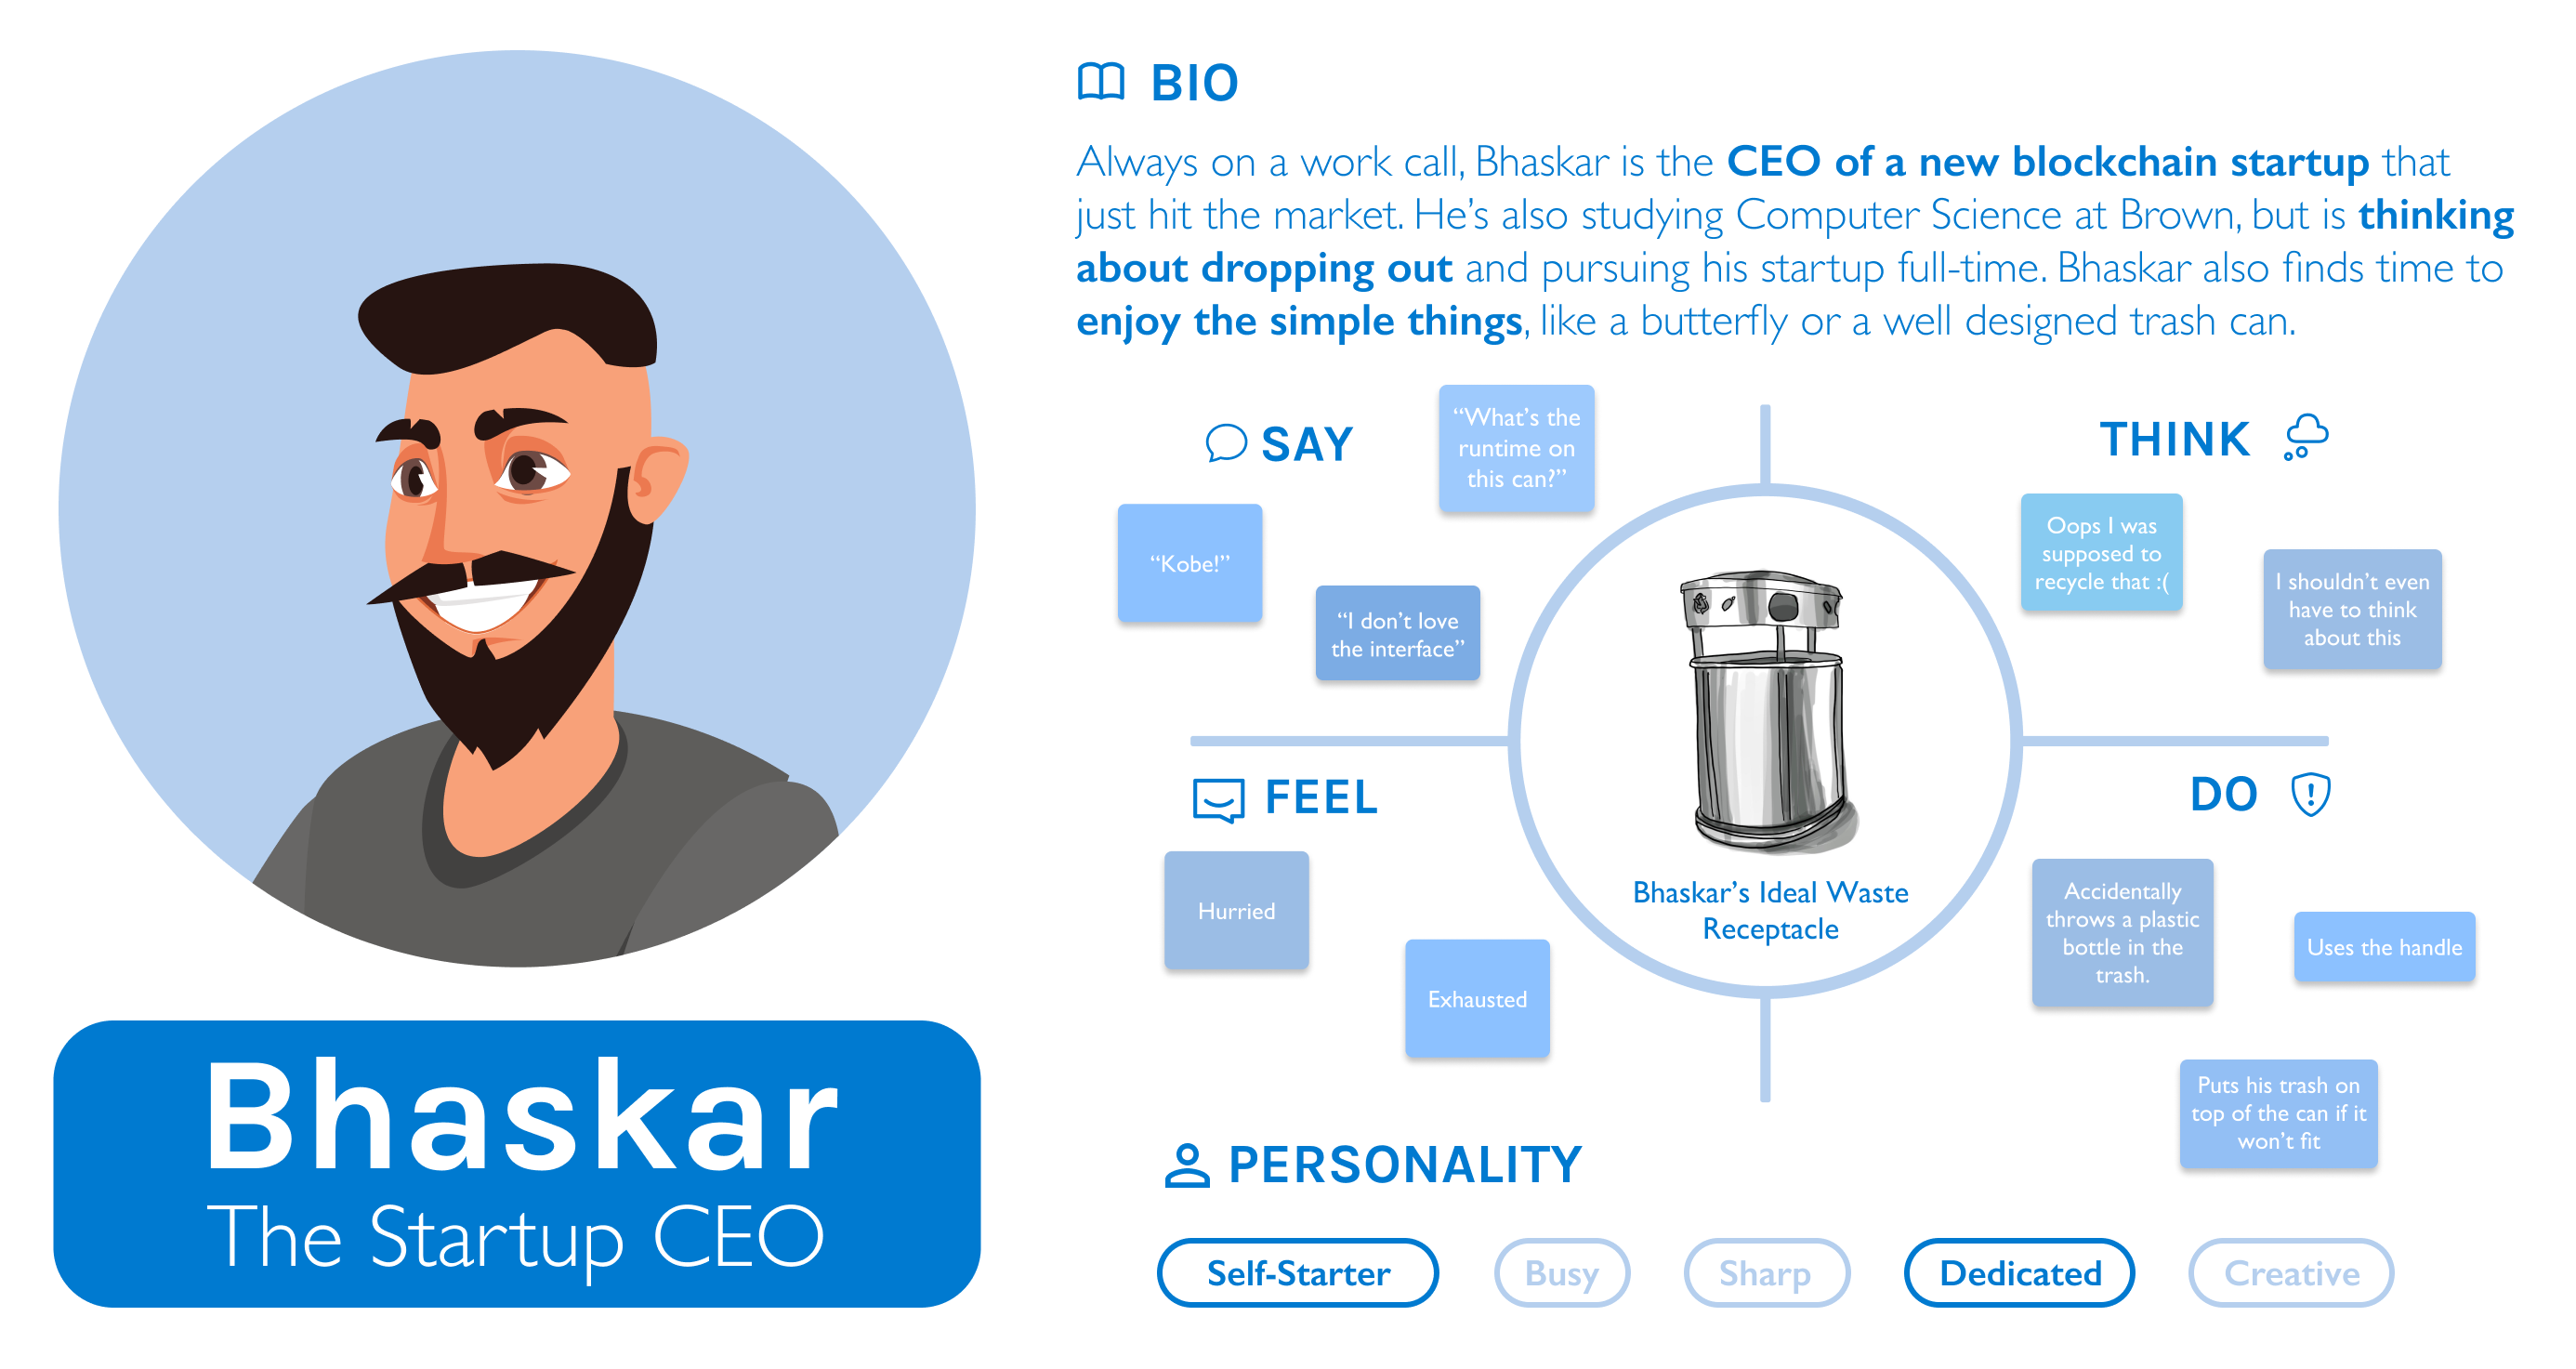 BIO
Always on a work call, Bhaskar is the CEO of a new blockchain startup that
just hit the market. He’s also studying Computer Science at Brown, but is thinking
about dropping out and pursuing his startup full-time. Bhaskar also finds time to
enjoy the simple things, like a butterfly or a well designed trash can.
SAY
“What’s the
runtime on
this can?”
“Kobe!”
“I don’t love
the interface”
THINK
Oops I was
supposed to
recycle that :(
I shouldn’t even
have to think
about this
FEEL
Hurried
Exhausted
DO
Accidentally
throws a plastic
bottle in the
trash.
Uses the handle
Puts his trash on
top of the can if it
won’t fit
Bhaskar’s Ideal Waste
Receptacle
Bhaskar
The Startup CEO
PERSONALITY
Self-Starter
Busy
Sharp
Dedicated
Creative